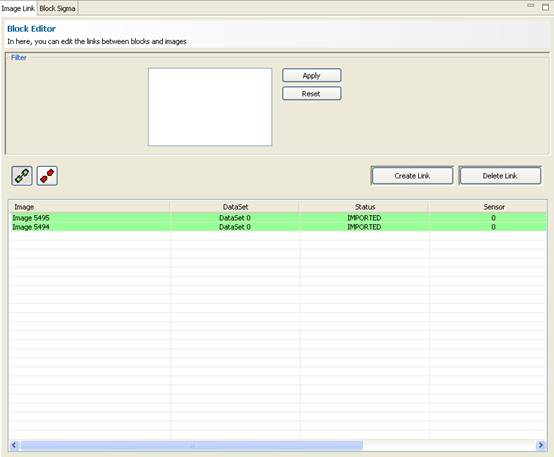 Image Link Block Sigma
Block Editor
In here, you can edit the links between blocks and images
Filter
Apply
Reset
Create Link Delete Link
Image DataSet Status Sensor
Image 5495 DataSet 0 IMPORTED 0
Image 5494 DataSet 0 IMPORTED 0